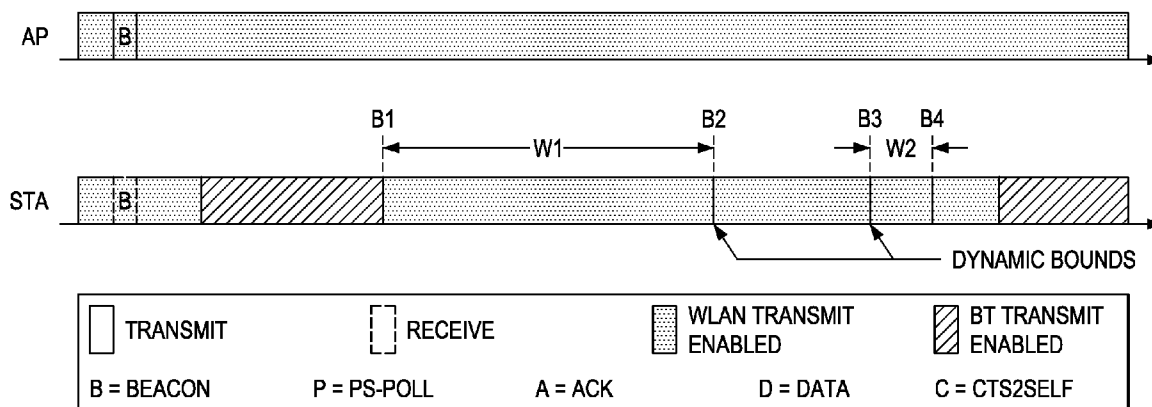 AP
B
B1
B2
B3
B4
W1
W2
STA
B
DYNAMIC BOUNDS
TRANSMIT
RECEIVE
WLAN TRANSMIT
ENABLED
BT TRANSMIT
ENABLED
B = BEACON
P = PS-POLL
A = ACK
D = DATA
C = CTS2SELF